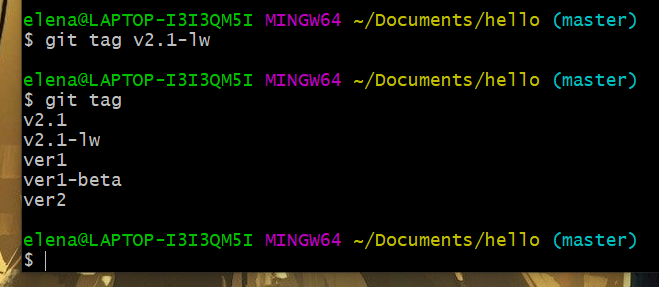 elena@LAPTOP-I3I3QM5I MINGW64 ~/Documents/hello (master)
$ git tag v2.1-lw
elena@LAPTOP-I3I3QM5I MINGW64 ~/Documents/hello (master)
$ git tag
v2.1
v2.1-lw
ver1
ver1-beta
ver2
elena@LAPTOP-I3I3QM5I MINGW64 ~/Documents/hello (master)
$